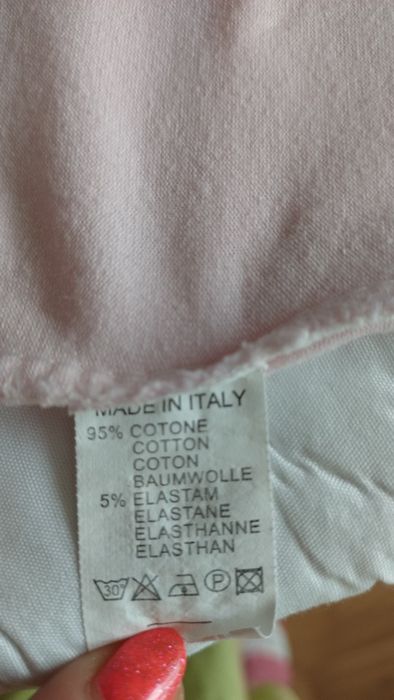 MADE IN ITALY
95% COTONE
COTTON
COTON
BAUMWOLLE
5% ELASTAM
ELASTANE
ELASTHANNE
ELASTHAN
30° P